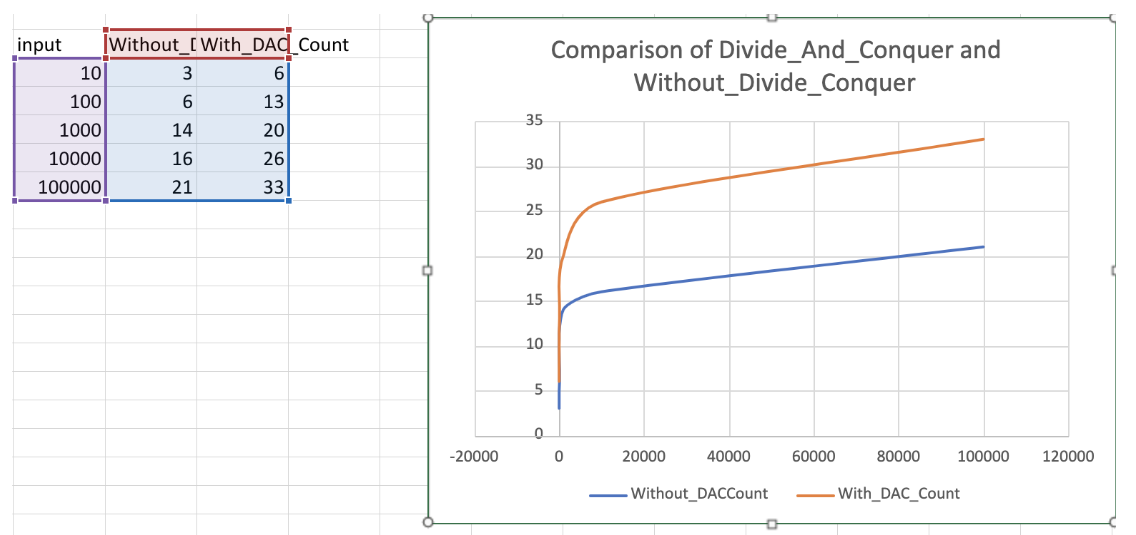 input Without_ With_DAC_Count
10 3 6
100 6 13
1000 14 20
10000 16 26
100000 21 33
Comparison of Divide_And_Conquer and
Without_Divide_Conquer
35
30
25
20
15
10
5
0
-20000 0 20000 40000 60000 80000 100000 120000
Without_DACCount With_DAC_Count